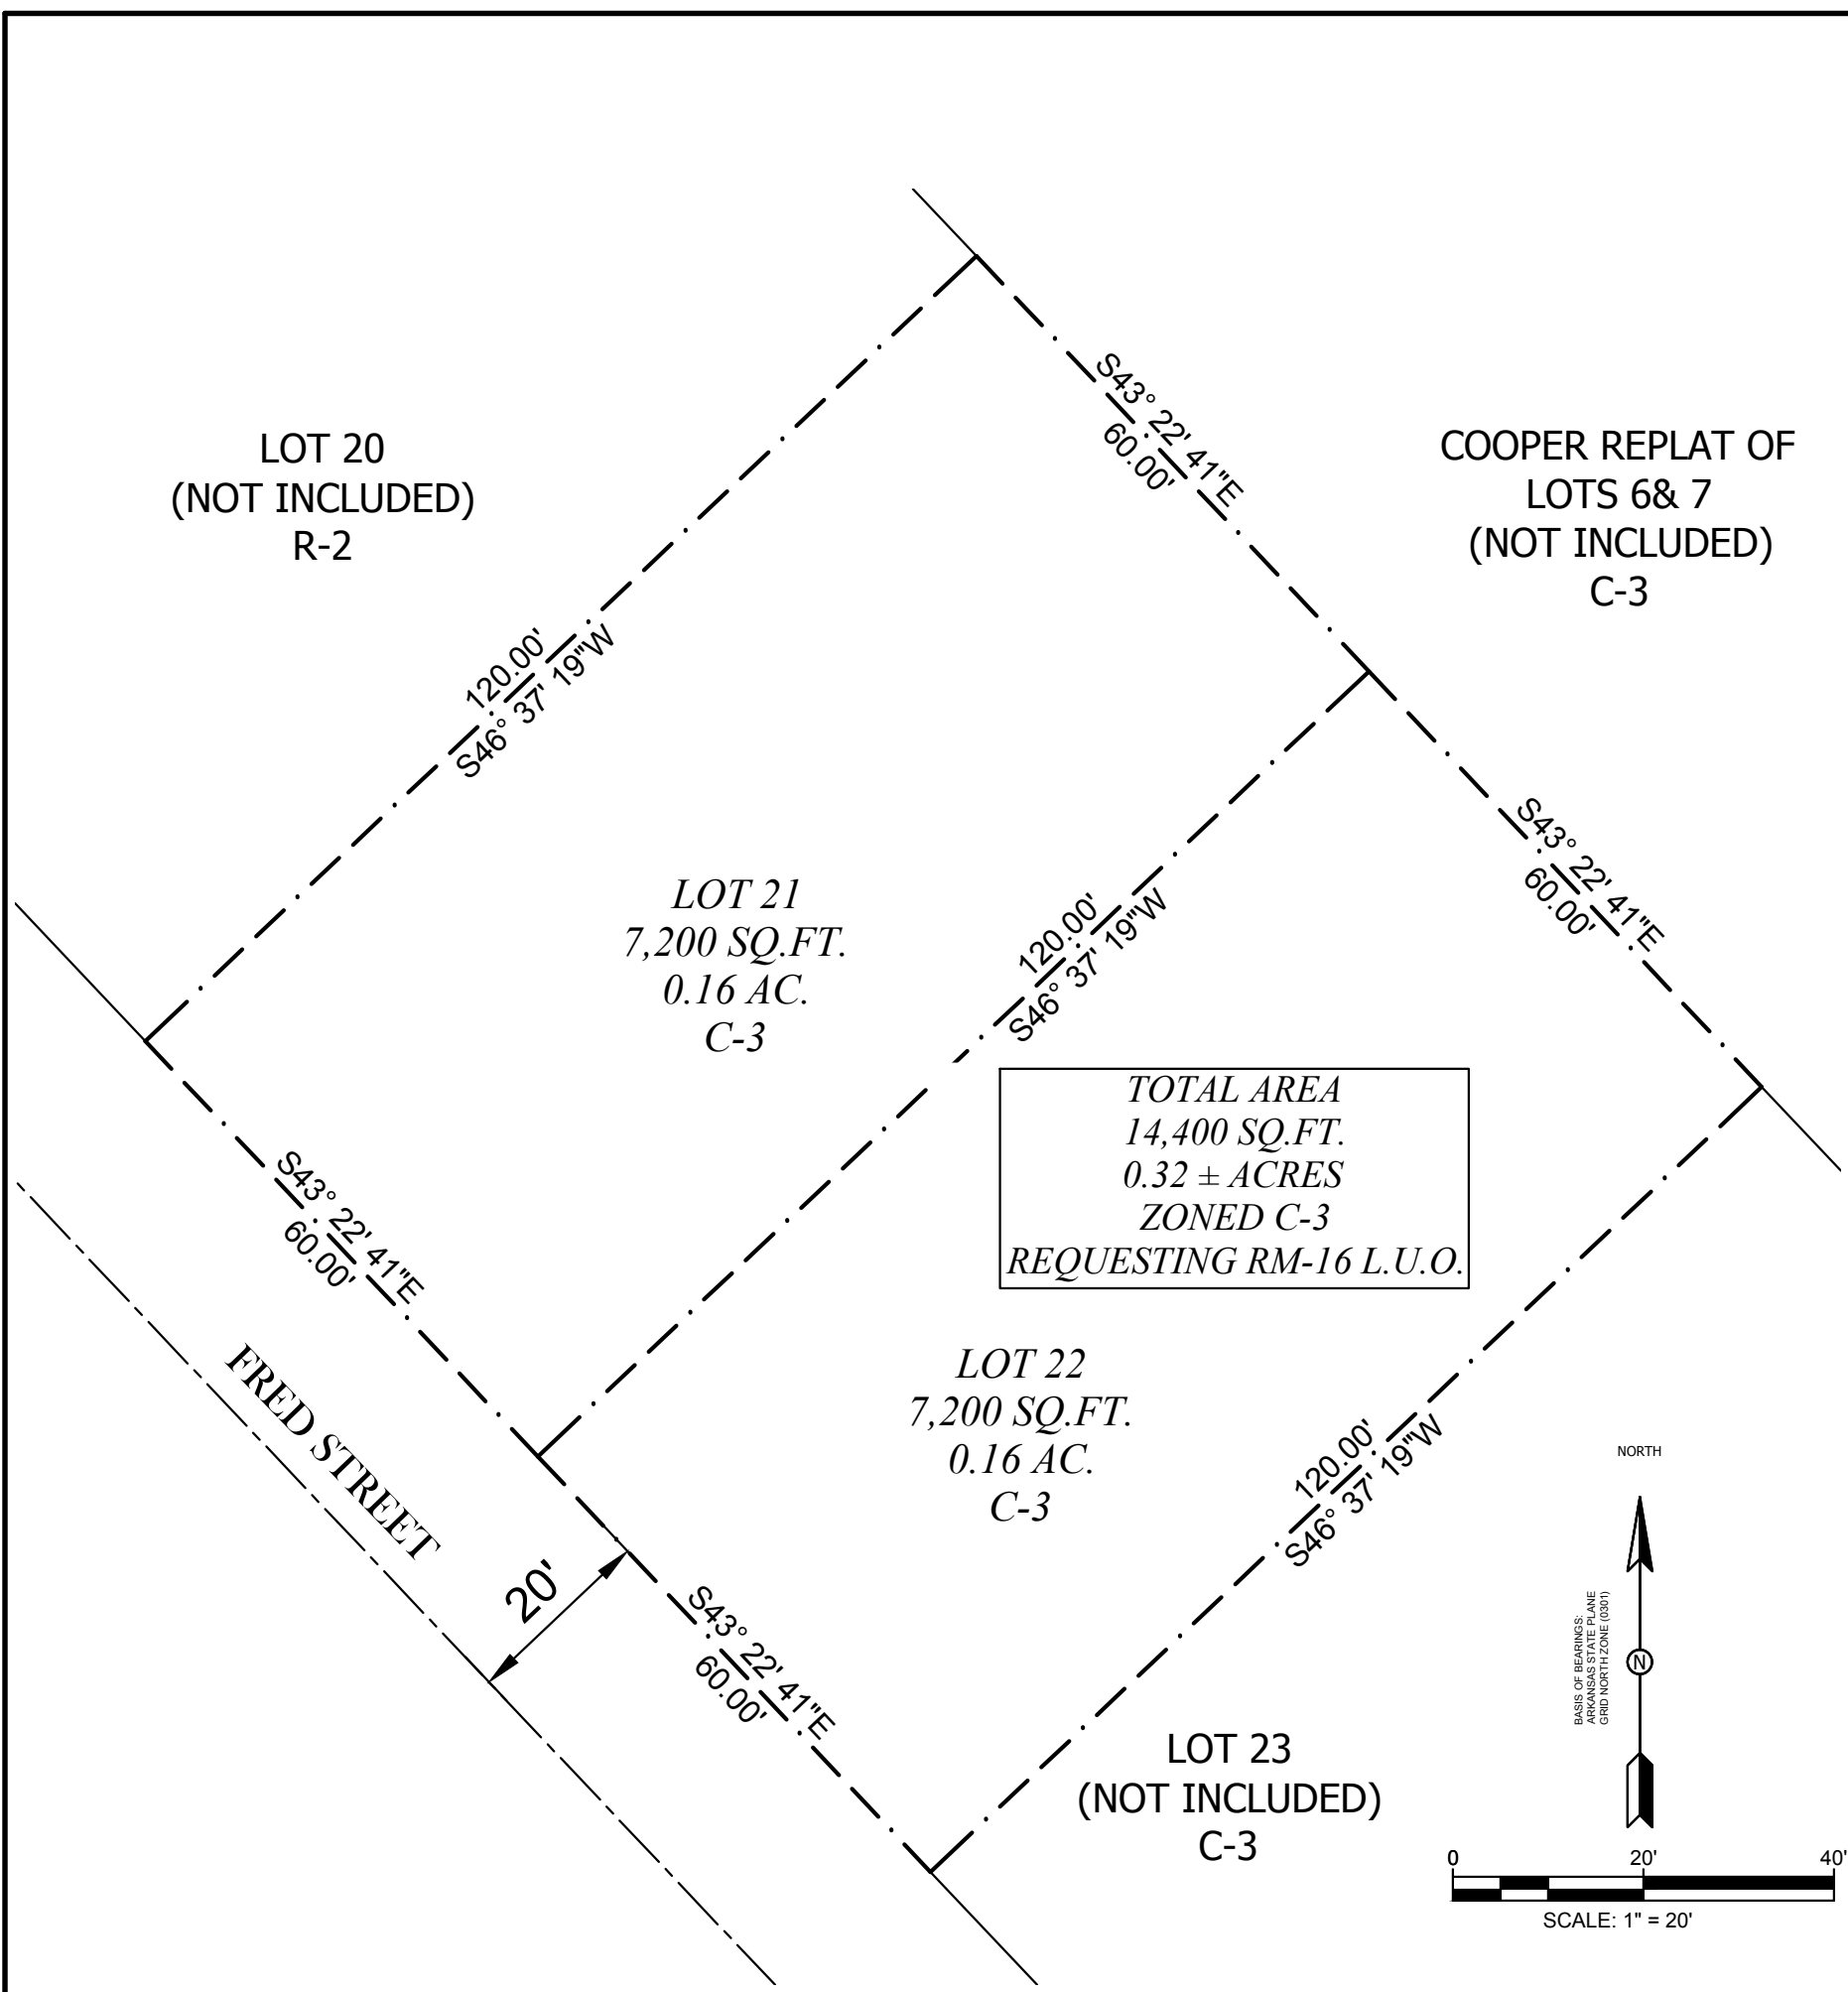 S43° 22' 41"E
60.00'
LOT 20
(NOT INCLUDED)
R-2
COOPER REPLAT OF
LOTS 6& 7
(NOT INCLUDED)
C-3
120.00'
S46° 37' 19"W
S43° 22' 41"E
60.00'
LOT 21
7,200 SQ.FT.
0.16 AC.
C-3
120.00'
S46° 37' 19"W
TOTAL AREA
14,400 SQ.FT.
0.32 ± ACRES
ZONED C-3
REQUESTING RM-16 L.U.O.
S43° 22' 41"E
60.00'
FRED STREET
LOT 22
7,200 SQ.FT.
0.16 AC.
C-3
120.00'
S46° 37' 19"W
20'
S43° 22' 41"E
60.00'
LOT 23
(NOT INCLUDED)
C-3
NORTH
BASIS OF BEARINGS:
ARKANSAS STATE PLANE
GRID NORTH ZONE (0301)
N
0 20' 40'
SCALE: 1" = 20'